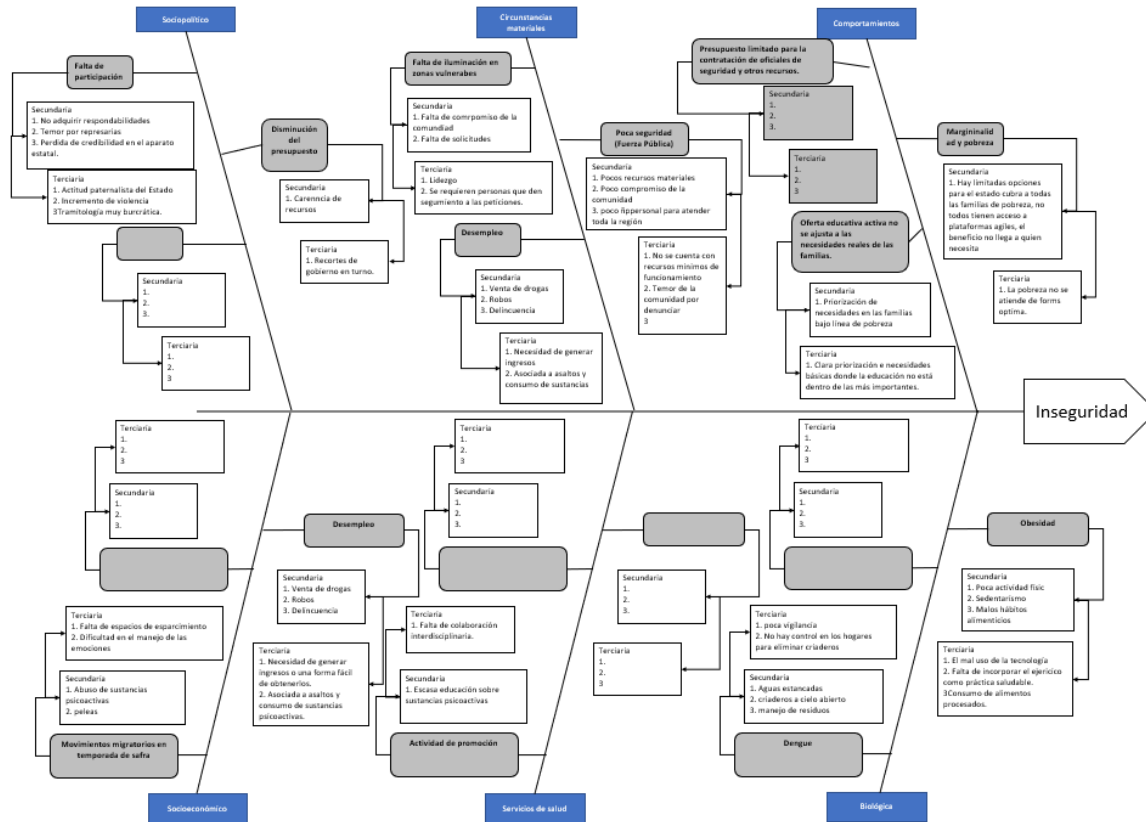 Sociopolítico
Circunstancias
materiales
Comportamientos
Falta de
participación
Secundaria
1. No adquirir respondabilidades
2. Temor por represarias
3. Perdida de credibilidad en el aparato
estatal.
Terciaria
1. Actitud paternalista del Estado
2. Incremento de violencia
3Tramitología muy burcrática.
Secundaria
1.
2.
3.
Terciaria
1.
2.
3
Disminución
del
presupuesto
Secundaria
1. Carenncia de
recursos
Terciaria
1. Recortes de
gobierno en turno.
Falta de iluminación en
zonas vulnerabes
Secundaria
1. Falta de comrpomiso de la
comundiad
2. Falta de solicitudes
Terciaria
1. Lidezgo
2. Se requieren personas que den
segumiento a las peticiones.
Desempleo
Secundaria
1. Venta de drogas
2. Robos
3. Delincuencia
Terciaria
1. Necesidad de generar
ingresos
2. Asociada a asaltos y
consumo de sustancias
Poca seguridad
(Fuerza Pública)
Secundaria
1. Pocos recursos materiales
2. Poco compromiso de la
comunidad
3. poco fippersonal para atender
toda la región
Terciaria
1. No se cuenta con
recursos mínimos de
funcionamiento
2. Temor de la
comunidad por
denunciar
3
Presupuesto limitado para la
contratación de oficiales de
seguridad y otros recursos.
Secundaria
1.
2.
3.
Terciaria
1.
2.
3
Oferta educativa activa no
se ajusta a las
necesidades reales de las
familias.
Secundaria
1. Priorización de
necesidades en las familias
bajo línea de pobreza
Terciaria
1. Clara priorización e necesidades
básicas donde la educación no está
dentro de las más importantes.
Margininalid
ad y pobreza
Secundaria
1. Hay limitadas opciones
para el estado cubra a todas
las familias de pobreza, no
todos tienen acceso a
plataformas agiles, el
beneficio no llega a quien
necesita
Terciaria
1. La pobreza no se
atiende de forms
optima.
Inseguridad
Terciaria
1.
2.
3
Secundaria
1.
2.
3.
Terciaria
1. Falta de espacios de esparcimiento
2. Dificultad en el manejo de las
emociones
Secundaria
1. Abuso de sustancias
psicoactivas
2. peleas
Movimientos migratorios en
temporada de safra
Desempleo
Secundaria
1. Venta de drogas
2. Robos
3. Delincuencia
Terciaria
1. Necesidad de generar
ingresos o una forma fácil
de obtenerlos.
2. Asociada a asaltos y
consumo de sustancias
psicoactivas.
Terciaria
1.
2.
3
Secundaria
1.
2.
3.
Terciaria
1. Falta de colaboración
interdisciplinaria.
Secundaria
1. Escasa educación sobre
sustancias psicoactivas
Actividad de promoción
Secundaria
1.
2.
3.
Terciaria
1.
2.
3
Terciaria
1.
2.
3
Secundaria
1.
2.
3.
Terciaria
1. poca vigilancia
2. No hay control en los hogares
para eliminar criaderos
Secundaria
1. Aguas estancadas
2. criaderos a cielo abierto
3. manejo de residuos
Dengue
Obesidad
Secundaria
1. Poca actividad físic
2. Sedentarismo
3. Malos hábitos
alimenticios
Terciaria
1. El mal uso de la tecnología
2. Falta de incorporar el ejericio
como práctica saludable.
3Consumo de alimentos
procesados.
Socioeconómico
Servicios de salud
Biológica